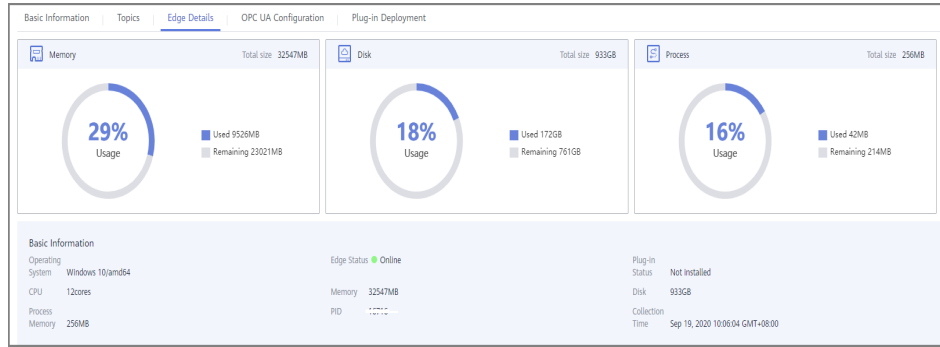 Basic Information Topics Edge Details OPC UA Configuration Plug-in Deployment
Memory Total size 32547MB
29%
Usage
Used 9526MB
Remaining 23021MB
Disk Total size 933GB
18%
Usage
Used 172GB
Remaining 761GB
Process Total size 256MB
16%
Usage
Used 42MB
Remaining 214MB
Basic Information
Operating System Windows 10/amd64
Edge Status Online
Plug-in Status Not installed
CPU 12cores
Memory 32547MB
Disk 933GB
Process Memory 256MB
PID
Collection Time Sep 19, 2020 10:06:04 GMT+08:00